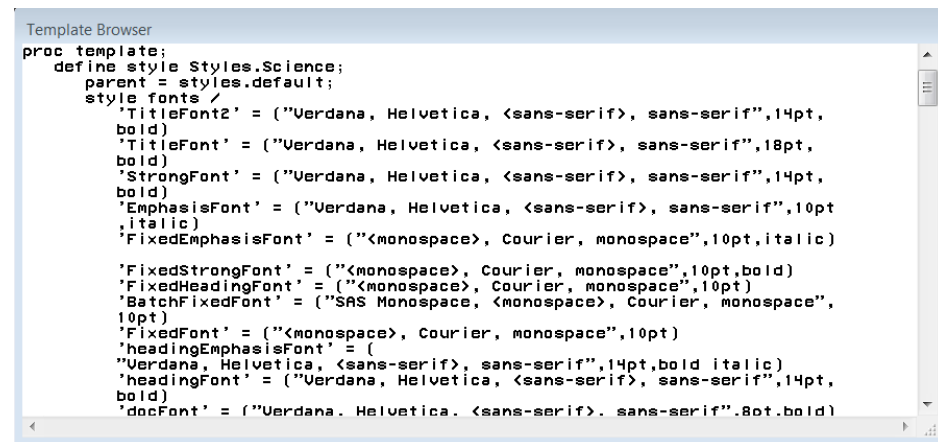 Template Browser
proc template;
define style Styles.Science;
parent = styles.default;
style fonts /
'TitleFont2' = ("Verdana, Helvetica, <sans-serif>, sans-serif",14pt,
bold)
'TitleFont' = ("Verdana, Helvetica, <sans-serif>, sans-serif",18pt,
bold)
'StrongFont' = ("Verdana, Helvetica, <sans-serif>, sans-serif",14pt,
bold)
'EmphasisFont' = ("Verdana, Helvetica, <sans-serif>, sans-serif",10pt
,italic)
'FixedEmphasisFont' = ("<monospace>, Courier, monospace",10pt,italic)
'FixedStrongFont' = ("<monospace>, Courier, monospace",10pt,bold)
'FixedHeadingFont' = ("<monospace>, Courier, monospace",10pt)
'BatchFixedFont' = ("SAS Monospace, <monospace>, Courier, monospace",
10pt)
'FixedFont' = ("<monospace>, Courier, monospace",10pt)
'headingEmphasisFont' = (
"Verdana, Helvetica, <sans-serif>, sans-serif",14pt,bold italic)
'headingFont' = ("Verdana, Helvetica, <sans-serif>, sans-serif",14pt,
bold)
'docFont' = ("Verdana, Helvetica, <sans-serif>, sans-serif",8pt,bold)